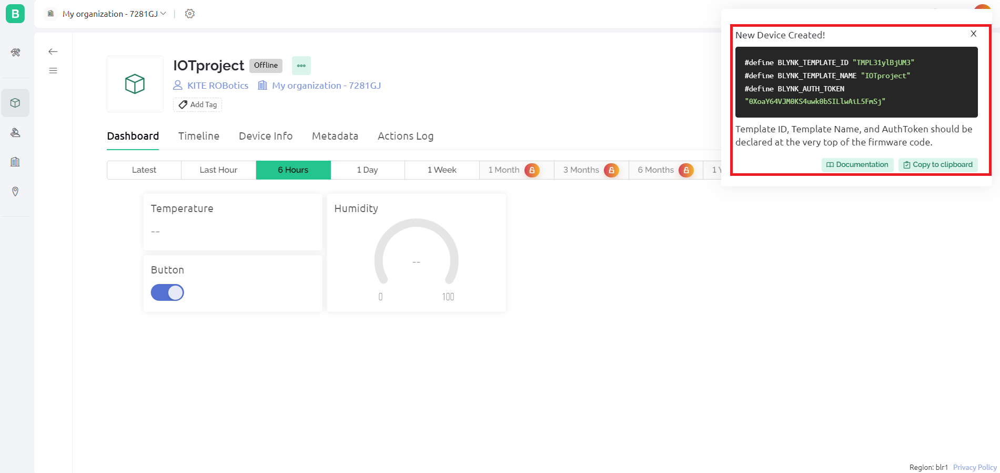 B
My organization - 7281GJ
New Device Created!
X
#define BLYNK_TEMPLATE_ID "TMPL31ylBjUM3"
#define BLYNK_TEMPLATE_NAME "IOTproject"
#define BLYNK_AUTH_TOKEN
"0XoaY64VJM0KS4uwk0bSILlwAiL5FmSj"
Template ID, Template Name, and AuthToken should be
declared at the very top of the firmware code.
Documentation
Copy to clipboard
IOTproject
Offline
KITE ROBotics
My organization - 7281GJ
Add Tag
Dashboard
Timeline
Device Info
Metadata
Actions Log
Latest
Last Hour
6 Hours
1 Day
1 Week
1 Month
3 Months
6 Months
1
Temperature
--
Humidity
--
0
100
Button
Region: blr1
Privacy Policy